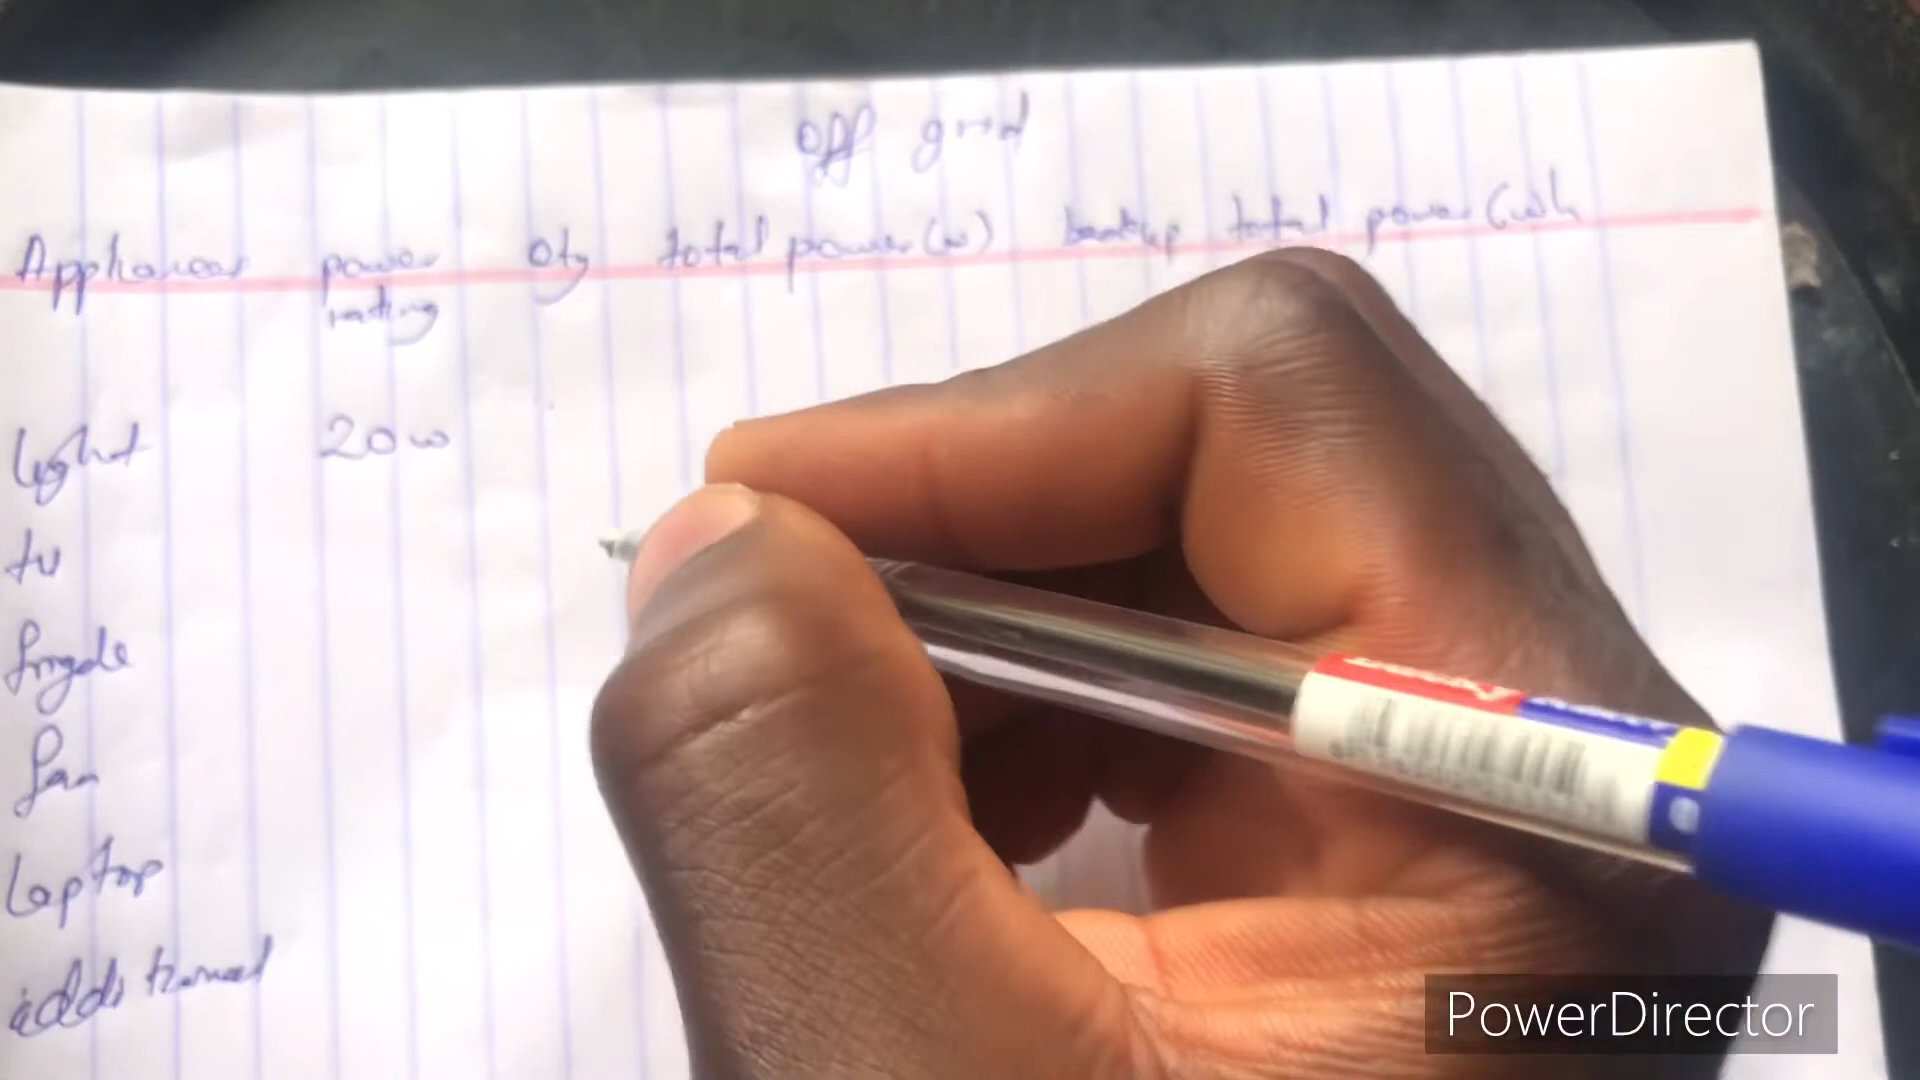 Off grid
Appliances power rating Qty total power(w) backup total power(wh
light 20w
tv
fridge
fan
laptop
additional
PowerDirector